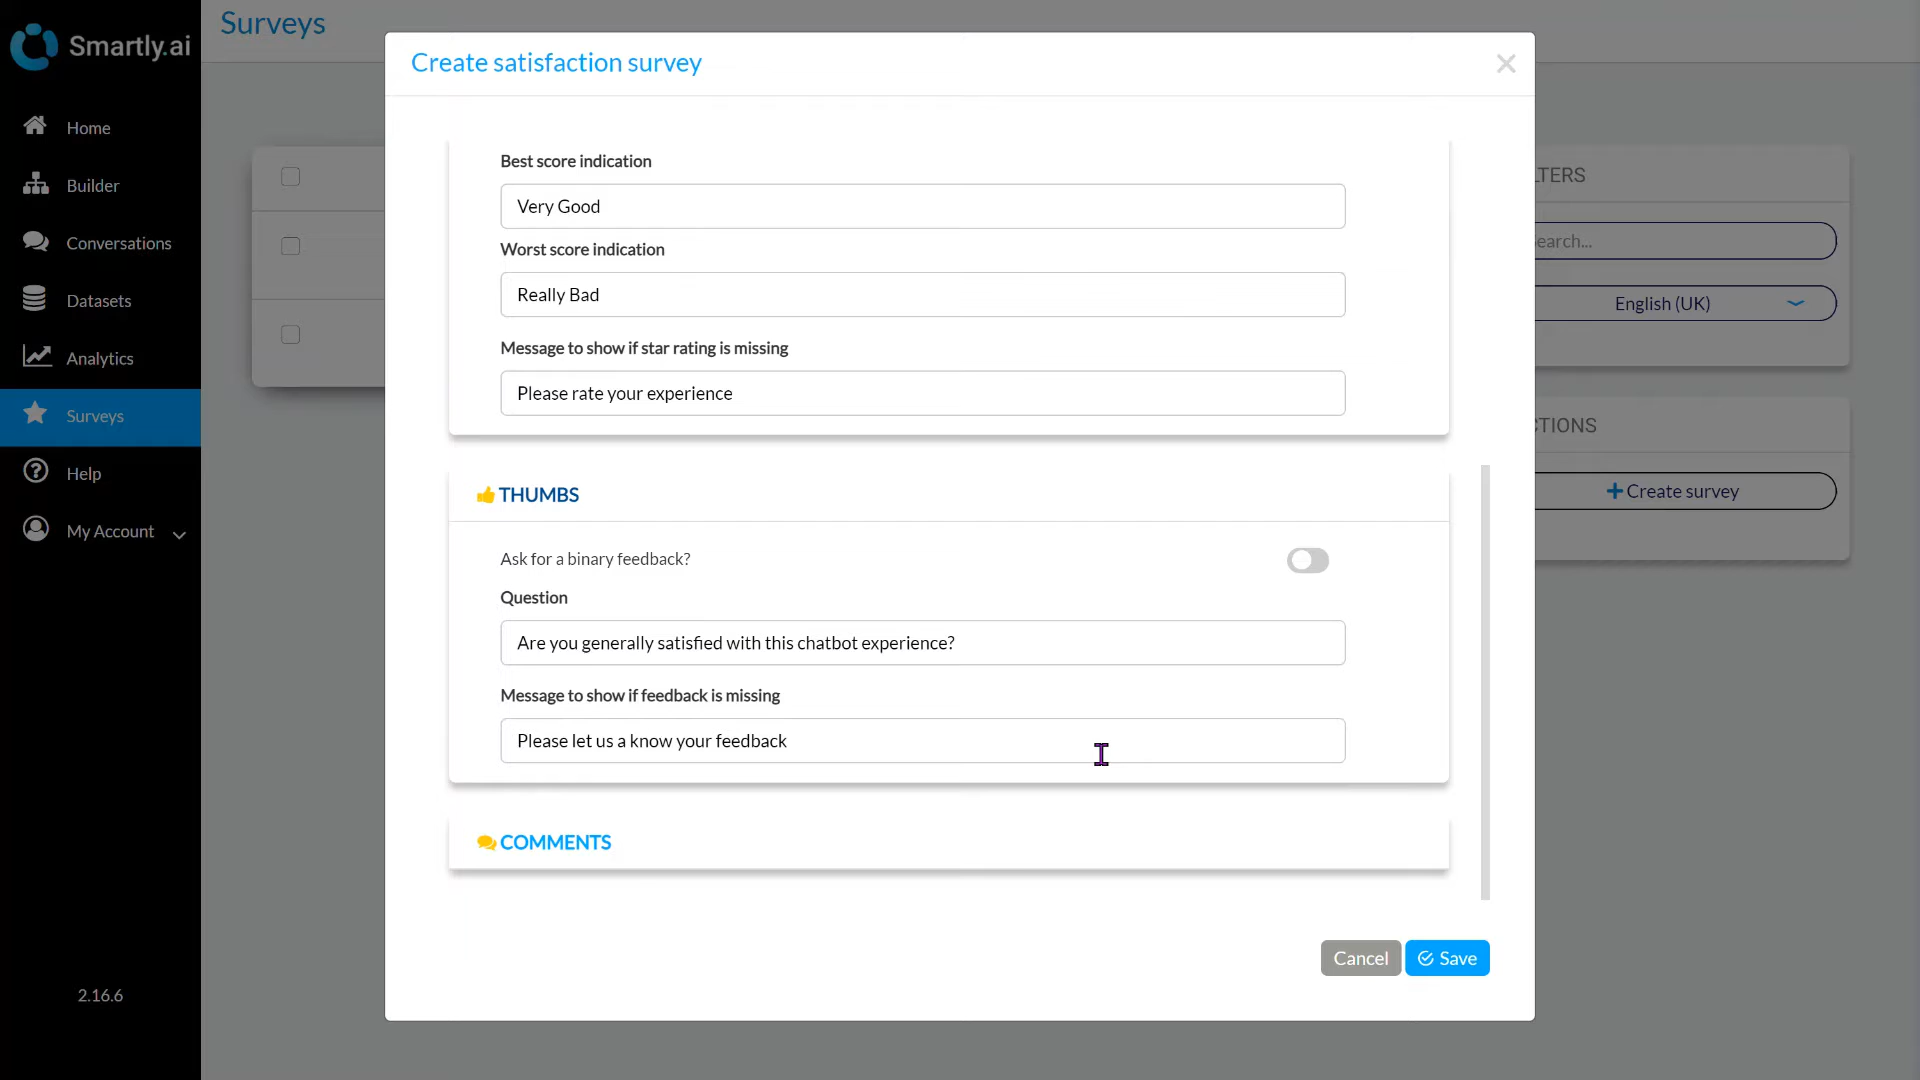 Smartly.ai
Surveys
Home
Builder
Conversations
Datasets
Analytics
Surveys
Help
My Account
2.16.6
Create satisfaction survey
Best score indication
Very Good
Worst score indication
Really Bad
Message to show if star rating is missing
Please rate your experience
THUMBS
Ask for a binary feedback?
Question
Are you generally satisfied with this chatbot experience?
Message to show if feedback is missing
Please let us a know your feedback
COMMENTS
Cancel
Save
LTERS
earch...
English (UK)
CTIONS
Create survey